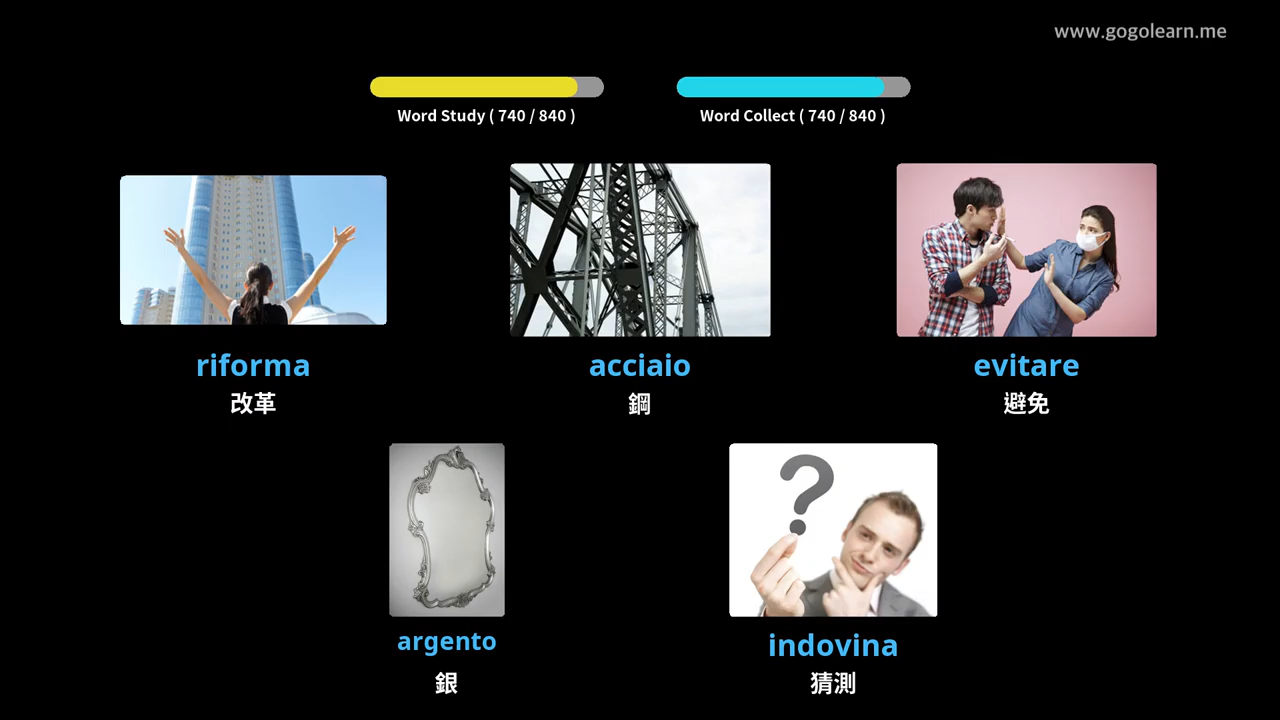 www.gogolearn.me
Word Study ( 740 / 840 )
Word Collect ( 740 / 840 )
riforma
改革
acciaio
鋼
evitare
避免
argento
銀
indovina
猜測